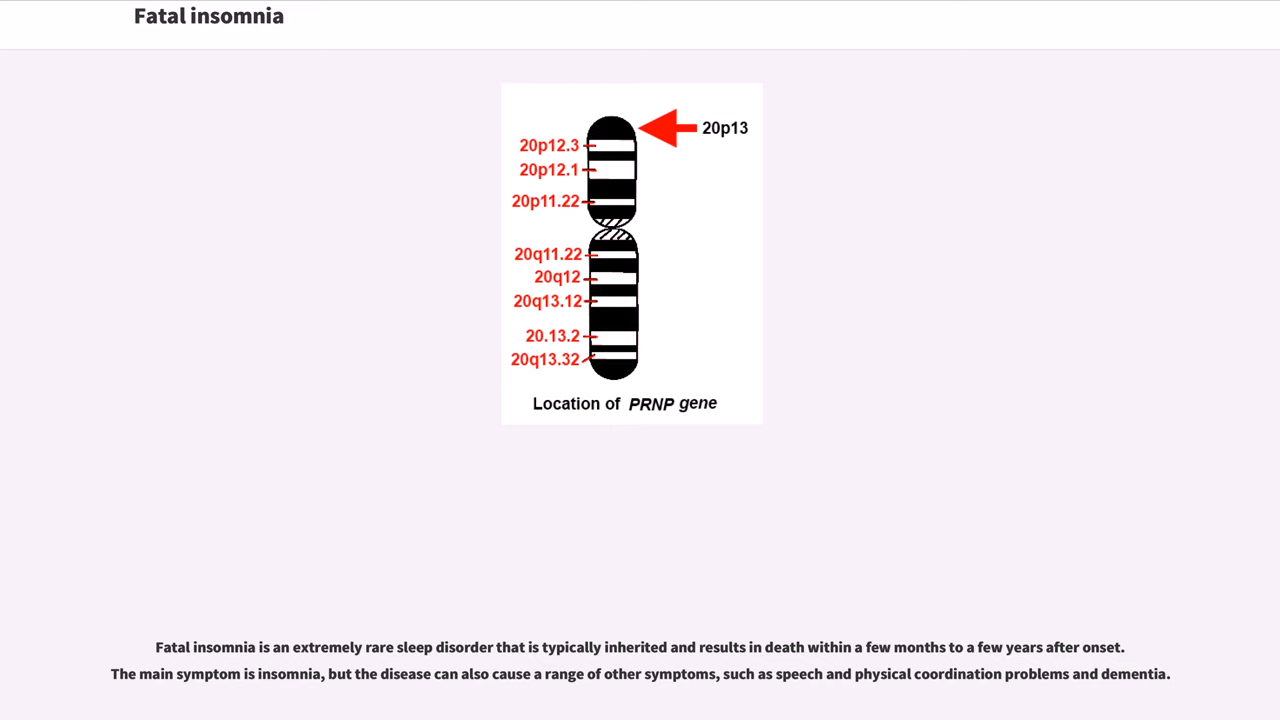 Fatal insomnia
20p13
20p12.3
20p12.1
20p11.22
20q11.22
20q12
20q13.12
20.13.2
20q13.32
Location of PRNP gene
Fatal insomnia is an extremely rare sleep disorder that is typically inherited and results in death within a few months to a few years after onset.
The main symptom is insomnia, but the disease can also cause a range of other symptoms, such as speech and physical coordination problems and dementia.